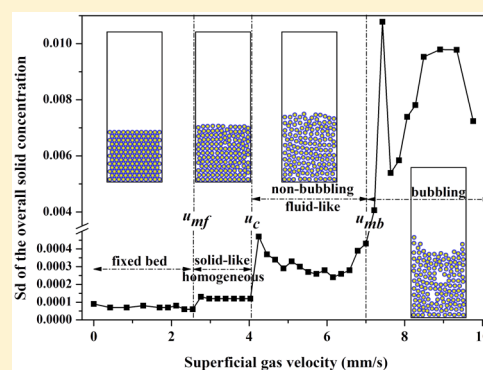 Sd of the overall solid concentration
0.010
0.008
0.006
0.004
0.0004
0.0003
0.0002
0.0001
0.0000
u_mf
u_c
non-bubbling
fluid-like
u_mb
bubbling
fixed bed
solid-like
homogeneous
0 2 4 6 8 10
Superficial gas velocity (mm/s)